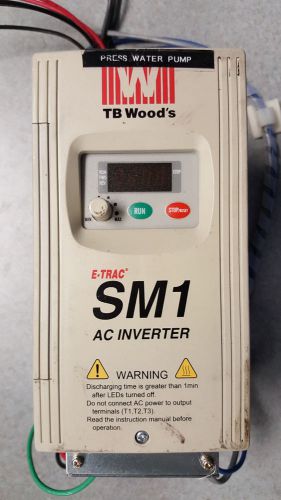 PRESS WATER PUMP
TB Wood's
RUN
STOP/RESET
MIN MAX
E-TRAC®
SM1
AC INVERTER
WARNING
Discharging time is greater than 1min
after LEDs turned off.
Do not connect AC power to output
terminals (T1,T2,T3).
Read the instruction manual before
operation.